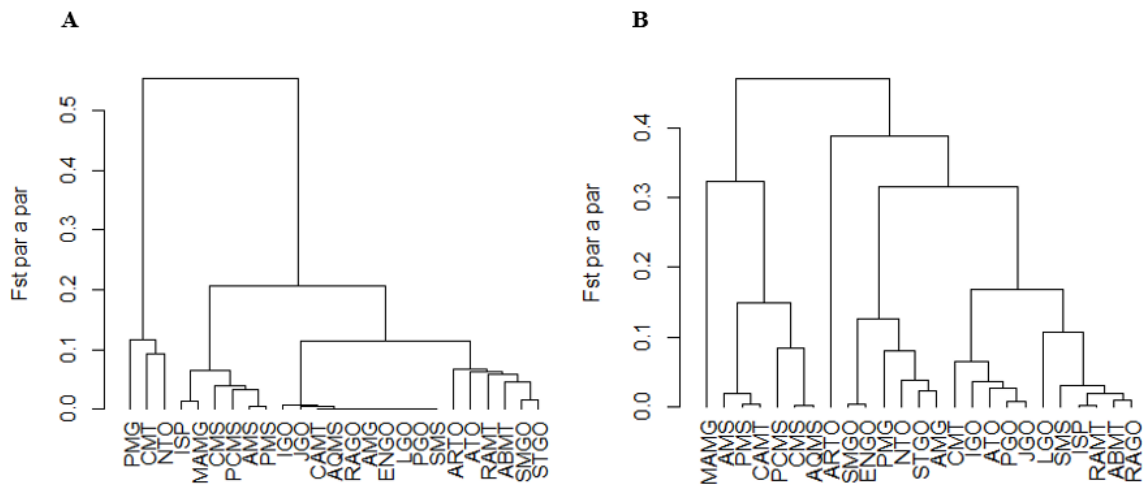 A
B
Fst par a par
0.0 0.1 0.2 0.3 0.4 0.5
PMG CMT NTO ISP MAMG CMS PCMS AMS PMS IGO JGO CAMT AQMS RAGO AMG ENGO LGO PGO SMS ARTO ATO RAMT ABMT SMGO STGO
Fst par a par
0.0 0.1 0.2 0.3 0.4
MAMG AMS PMS CAMT PCMS CMS AQMS ARTO SMGO ENGO PMG NTO STGO AMG CMT IGO ATO PGO JGO LGO SMS ISP RAMT ABMT RAGO